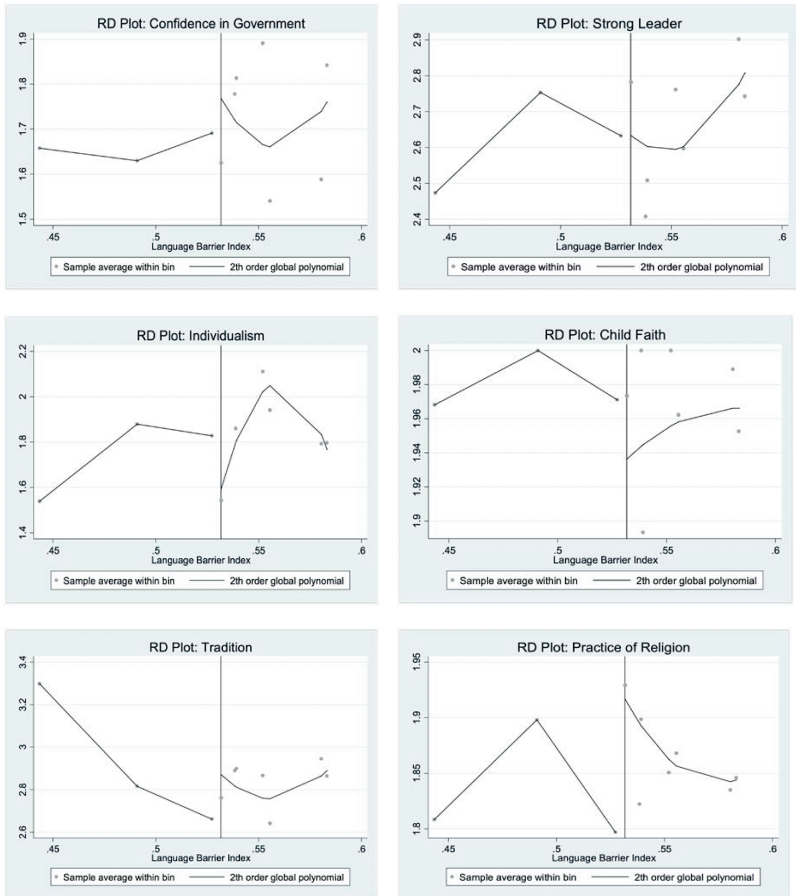 RD Plot: Confidence in Government
1.9
1.8
1.7
1.6
1.5
.45
.5
.55
.6
Language Barrier Index
Sample average within bin
2th order global polynomial
RD Plot: Strong Leader
2.9
2.8
2.7
2.6
2.5
2.4
.45
.5
.55
.6
Language Barrier Index
Sample average within bin
2th order global polynomial
RD Plot: Individualism
2.2
2
1.8
1.6
1.4
.45
.5
.55
.6
Language Barrier Index
Sample average within bin
2th order global polynomial
RD Plot: Child Faith
2
1.98
1.96
1.94
1.92
1.9
.45
.5
.55
.6
Language Barrier Index
Sample average within bin
2th order global polynomial
RD Plot: Tradition
3.4
3.2
3
2.8
2.6
.45
.5
.55
.6
Language Barrier Index
Sample average within bin
2th order global polynomial
RD Plot: Practice of Religion
1.95
1.9
1.85
1.8
.45
.5
.55
.6
Language Barrier Index
Sample average within bin
2th order global polynomial